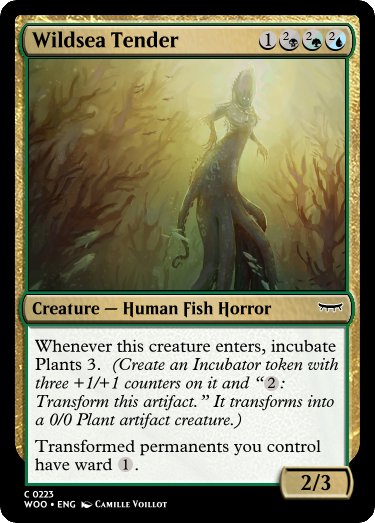 Wildsea Tender 1 2 2 2
Creature — Human Fish Horror
Whenever this creature enters, incubate
Plants 3. (Create an Incubator token with
three +1/+1 counters on it and “2:
Transform this artifact.” It transforms into
a 0/0 Plant artifact creature.)
Transformed permanents you control
have ward 1.
2/3
C 0223
WOO • ENG Camille Voillot